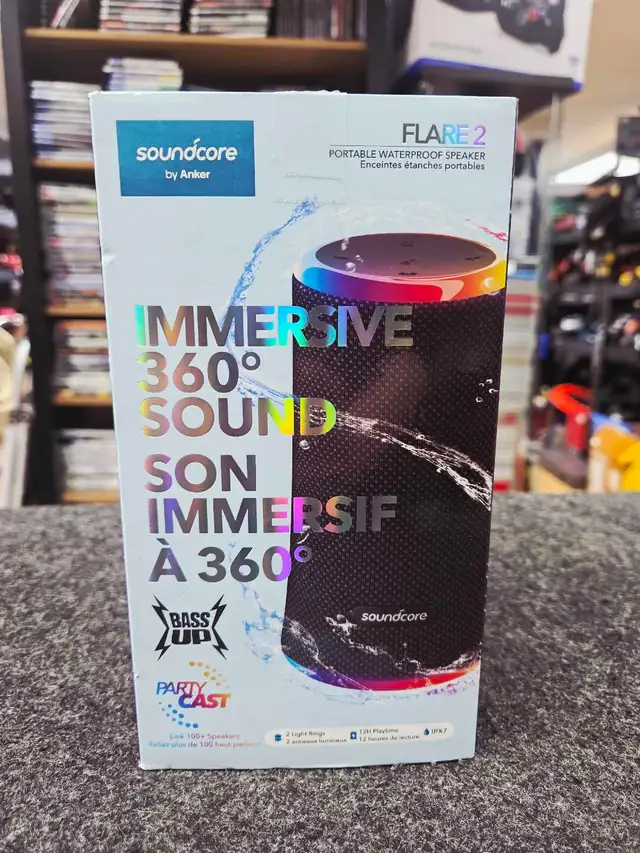 soundcore
by Anker
FLARE 2
PORTABLE WATERPROOF SPEAKER
Enceintes étanches portables
IMMERSIVE
360°
SOUND
SON
IMMERSIF
À 360°
soundcore
BASS
UP
PARTY
CAST
Link 100+ Speakers
Reliez plus de 100 haut-parleurs
2 Light Rings
2 anneaux lumineux
12H Playtime
12 heures de lecture
IPX7